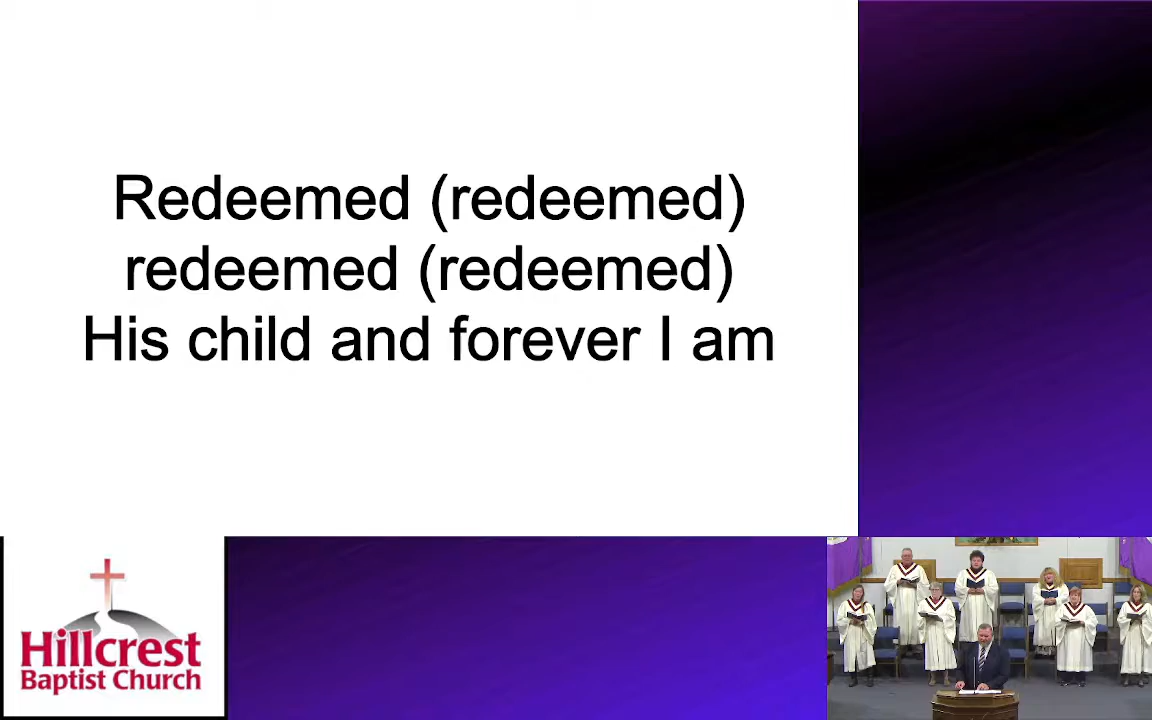 Redeemed (redeemed)
redeemed (redeemed)
His child and forever I am
Hillcrest
Baptist Church